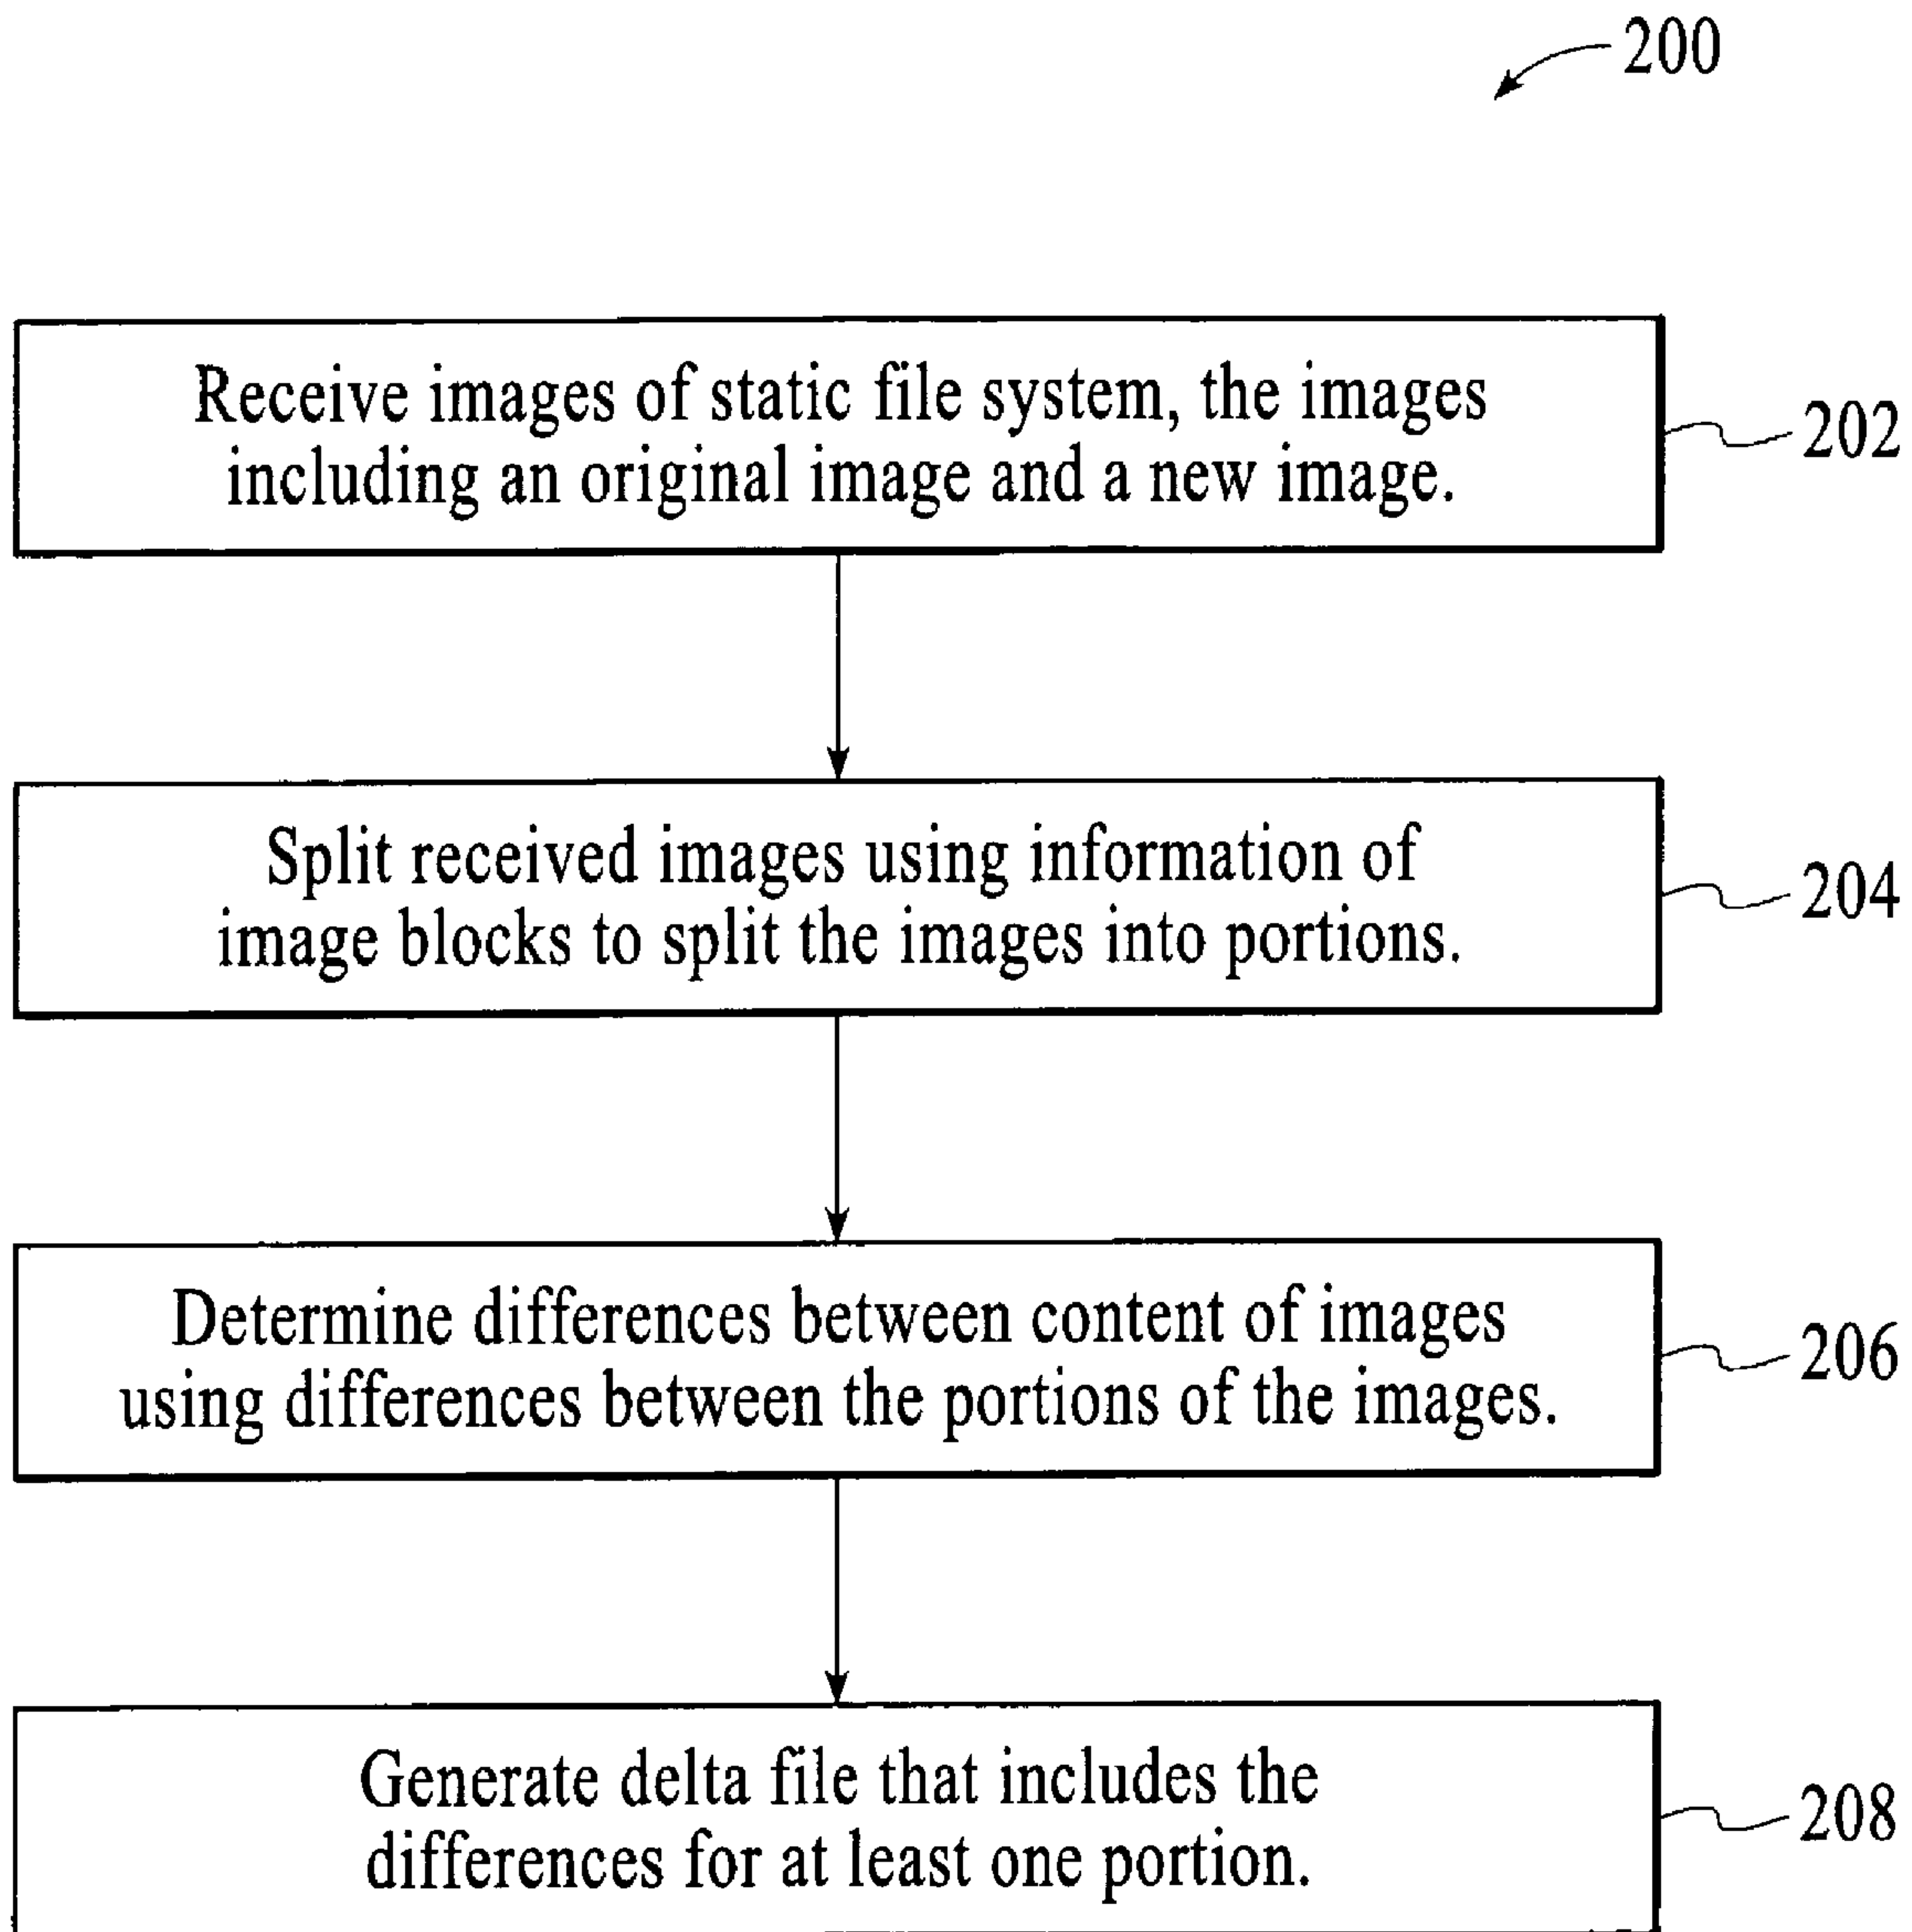 200
Receive images of static file system, the images
including an original image and a new image.
202
Split received images using information of
image blocks to split the images into portions.
204
Determine differences between content of images
using differences between the portions of the images.
206
Generate delta file that includes the
differences for at least one portion.
208